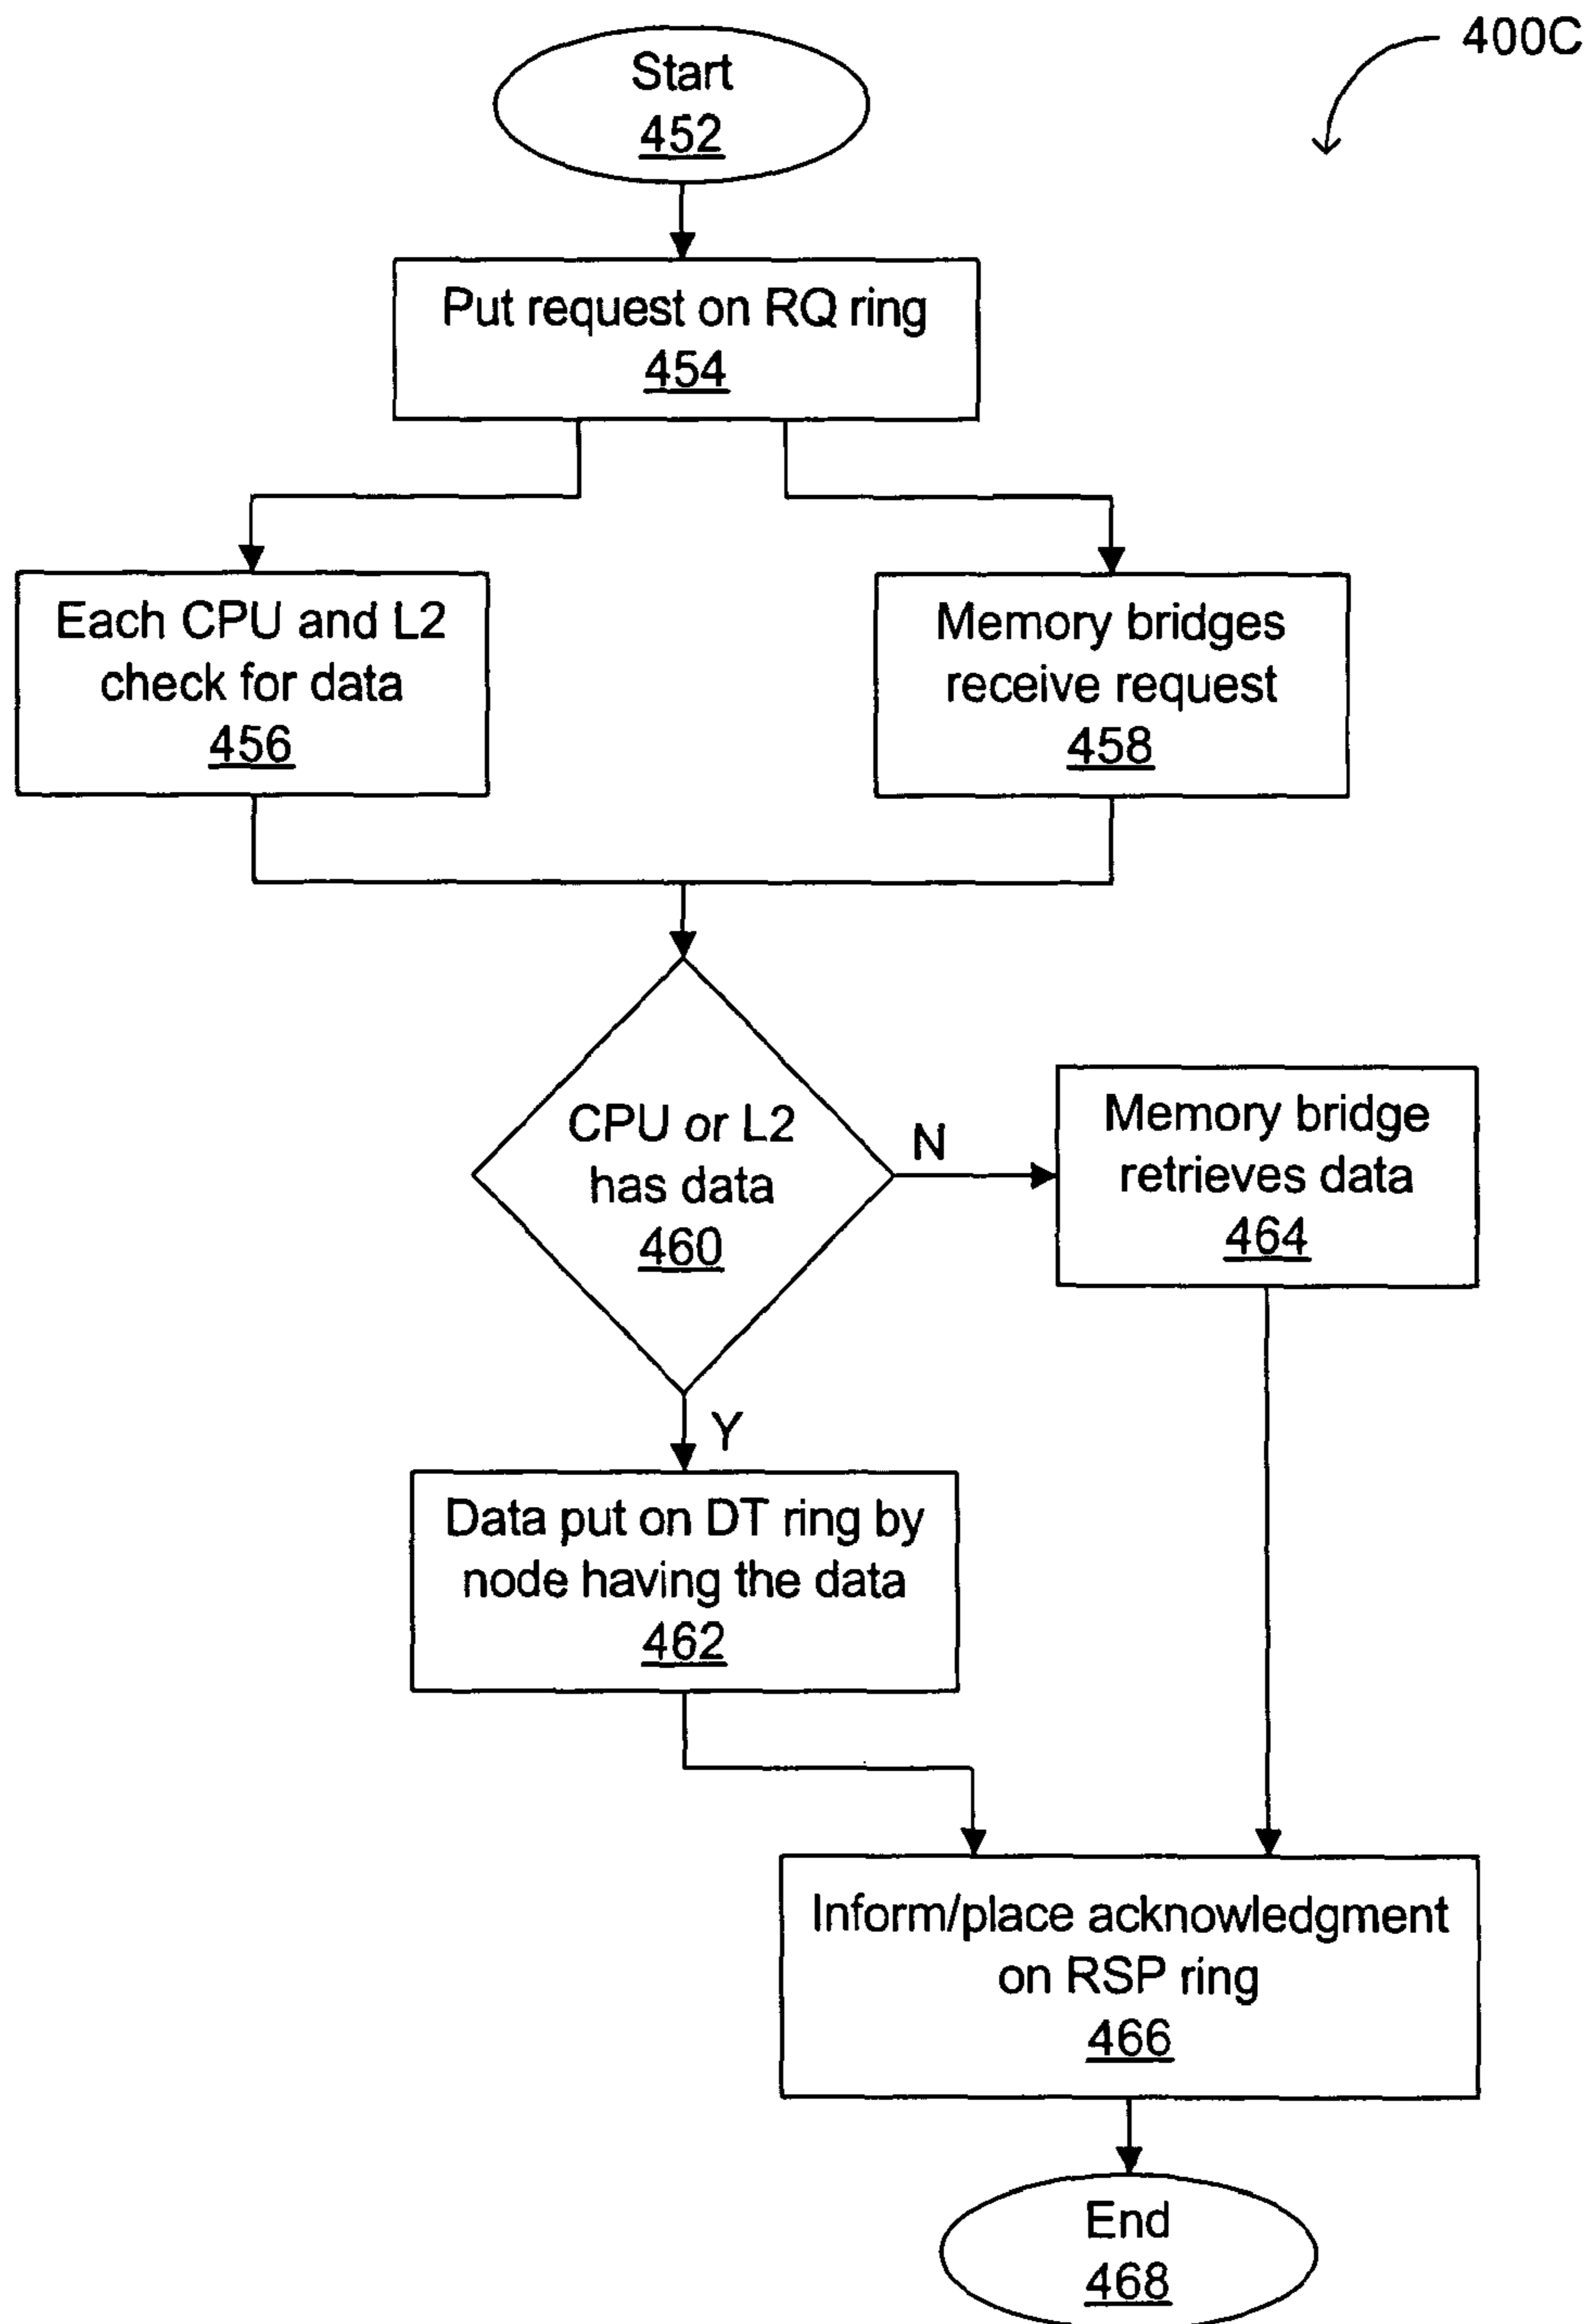 400C
Start
452
Put request on RQ ring
454
Each CPU and L2
check for data
456
Memory bridges
receive request
458
CPU or L2
has data
460
N
Memory bridge
retrieves data
464
Y
Data put on DT ring by
node having the data
462
Inform/place acknowledgment
on RSP ring
466
End
468